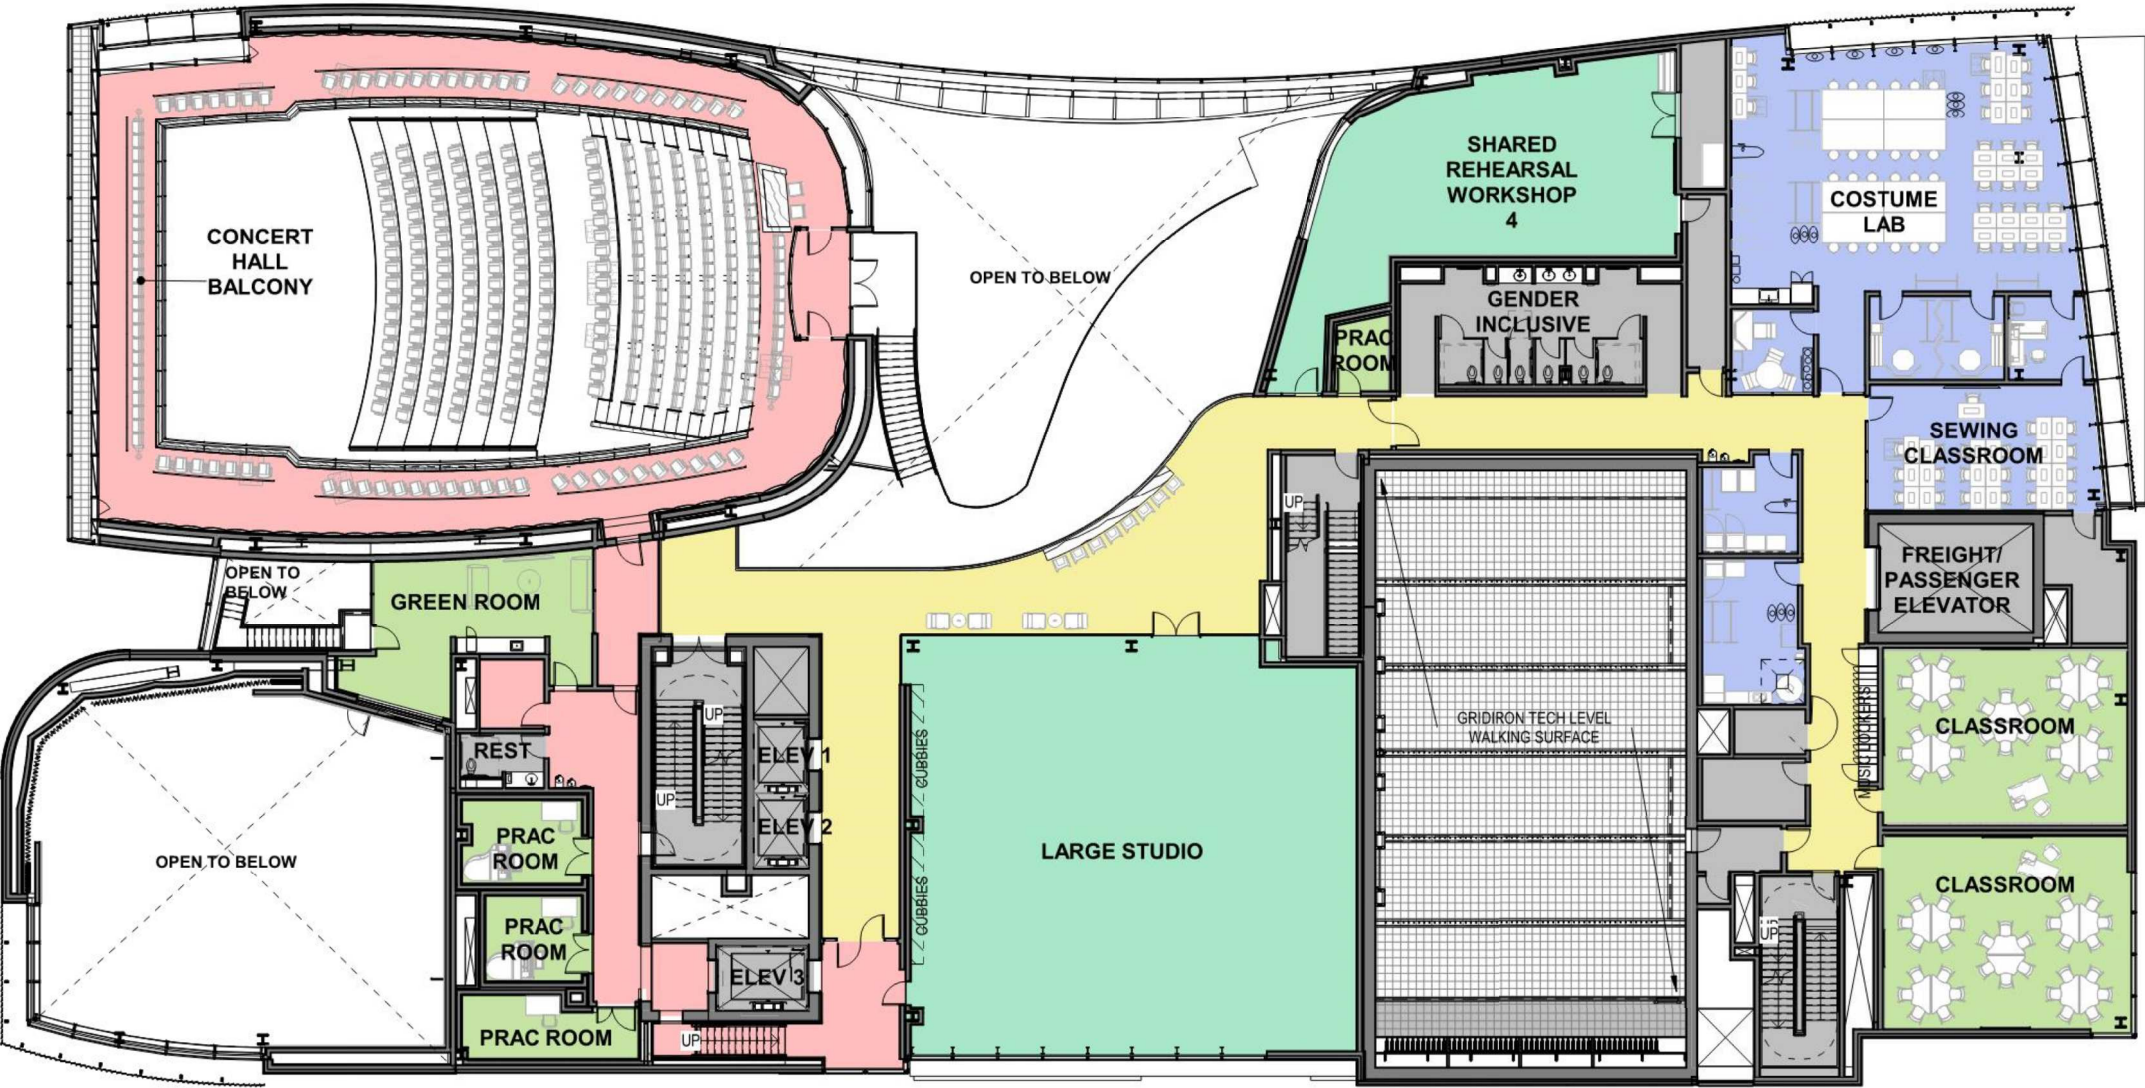 CONCERT
HALL
BALCONY
OPEN TO BELOW
SHARED
REHEARSAL
WORKSHOP
4
COSTUME
LAB
GENDER
INCLUSIVE
PRAC
ROOM
SEWING
CLASSROOM
UP
FREIGHT/
PASSENGER
ELEVATOR
OPEN TO
BELOW
GREEN ROOM
REST
UP
UP
ELEV 1
ELEV 2
CUBBIES
CUBBIES
GRIDIRON TECH LEVEL
WALKING SURFACE
MUSIC LOCKERS
CLASSROOM
OPEN TO BELOW
PRAC
ROOM
LARGE STUDIO
CLASSROOM
PRAC
ROOM
UP
ELEV 3
PRAC ROOM
UP